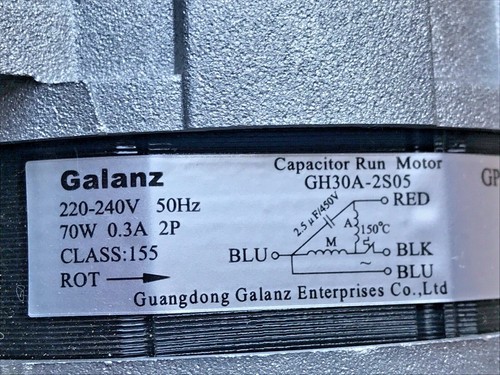 Galanz
220-240V 50Hz
70W 0.3A 2P
CLASS:155
ROT
Capacitor Run Motor
GH30A-2S05
2.5µF/450V
RED
A
150℃
M
BLU
BLK
~
BLU
Guangdong Galanz Enterprises Co.,Ltd
GP